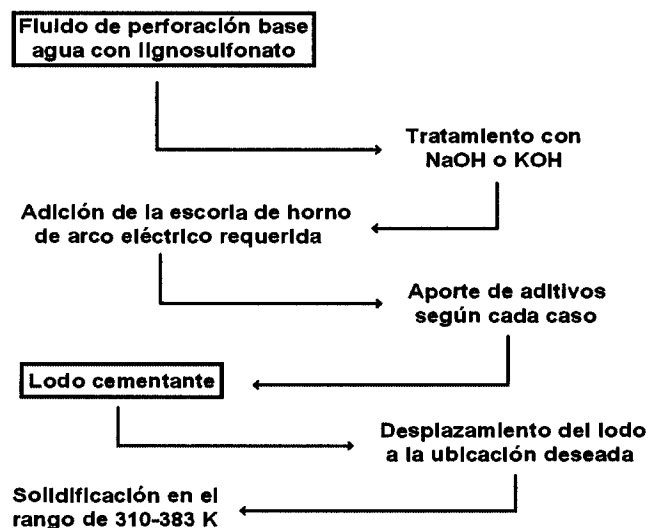 Fluido de perforación base
agua con lignosulfonato
Tratamiento con
NaOH o KOH
Adición de la escoria de horno
de arco eléctrico requerida
Aporte de aditivos
según cada caso
Lodo cementante
Desplazamiento del lodo
a la ubicación deseada
Solidificación en el
rango de 310-383 K